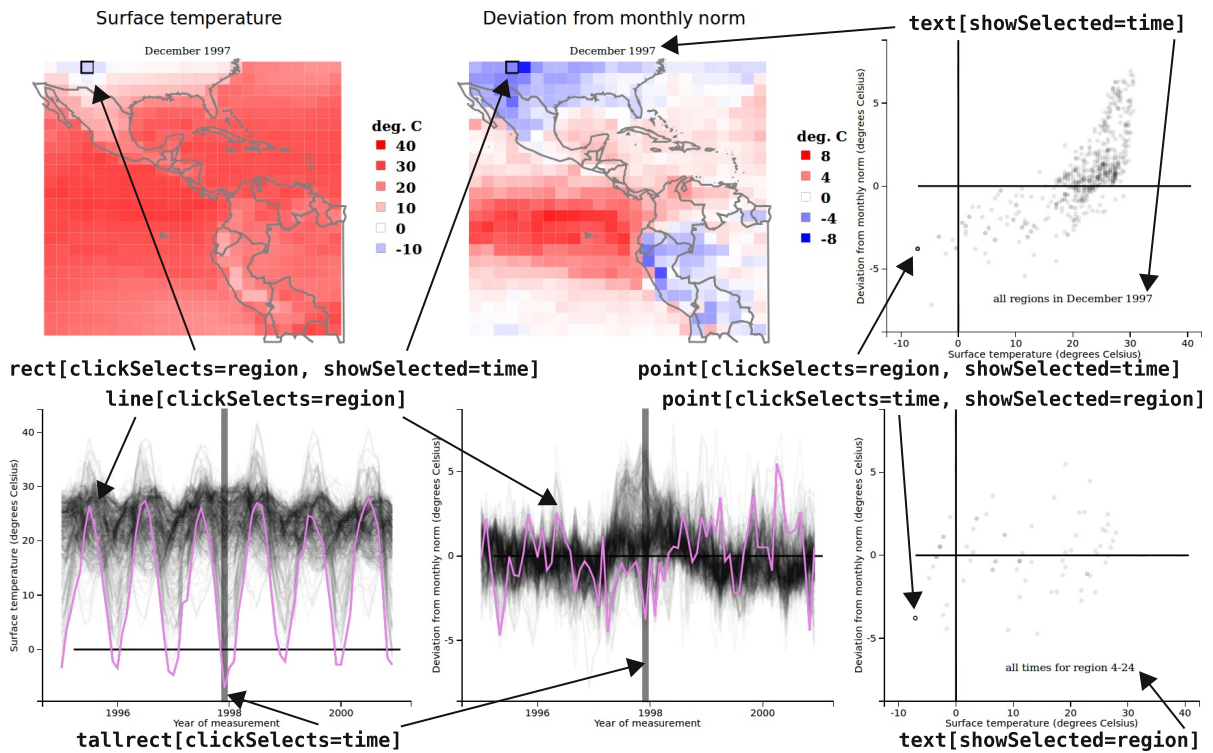 Surface temperature
Deviation from monthly norm
text[showSelected=time]
December 1997
December 1997
deg. C
40
30
20
10
0
-10
deg. C
8
4
0
-4
-8
Deviation from monthly norm (degrees Celsius)
5
0
-5
all regions in December 1997
-10
0
10
20
30
40
Surface temperature (degrees Celsius)
rect[clickSelects=region, showSelected=time]
point[clickSelects=region, showSelected=time]
line[clickSelects=region]
point[clickSelects=time, showSelected=region]
Surface temperature (degrees Celsius)
40
30
20
10
0
1996
1998
2000
Year of measurement
Deviation from monthly norm (degrees Celsius)
5
0
-5
1996
1998
2000
Year of measurement
Deviation from monthly norm (degrees Celsius)
5
0
-5
all times for region 4-24
-10
0
10
20
30
40
Surface temperature (degrees Celsius)
tallrect[clickSelects=time]
text[showSelected=region]